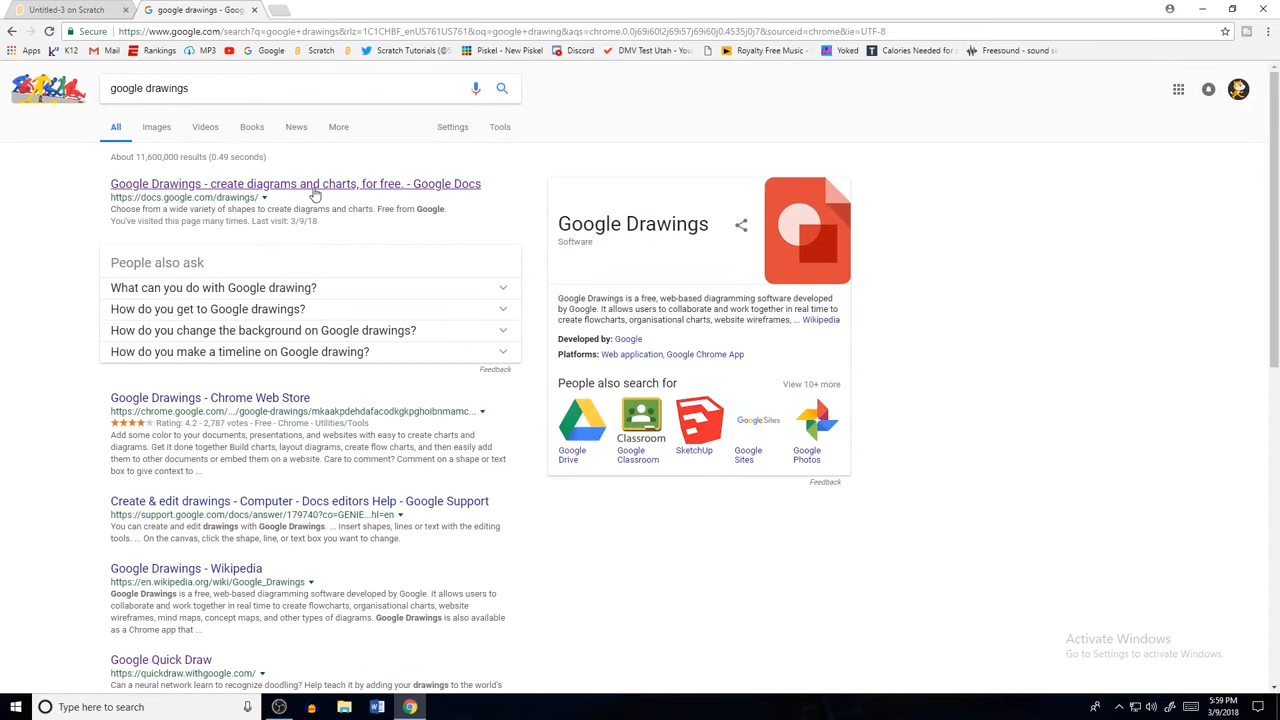 Untitled-3 on Scratch
google drawings - Goog
Secure
https://www.google.com/search?q=google+drawings&rlz=1C1CHBF_enUS761US761&oq=google+drawing&aqs=chrome.0.0j69i60l2j69i57j69i60j0.4535j0j7&sourceid=chrome&ie=UTF-8
Apps
K12
Mail
Rankings
MP3
Google
Scratch
Scratch Tutorials (@S
Piskel - New Piskel
Discord
DMV Test Utah - You
Royalty Free Music -
Yoked
Calories Needed for
Freesound - sound se
google drawings
All
Images
Videos
Books
News
More
Settings
Tools
About 11,600,000 results (0.49 seconds)
Google Drawings - create diagrams and charts, for free. - Google Docs
https://docs.google.com/drawings/
Choose from a wide variety of shapes to create diagrams and charts. Free from Google.
You've visited this page many times. Last visit: 3/9/18
People also ask
What can you do with Google drawing?
How do you get to Google drawings?
How do you change the background on Google drawings?
How do you make a timeline on Google drawing?
Feedback
Google Drawings - Chrome Web Store
https://chrome.google.com/.../google-drawings/mkaakpdehdafacodkgkpghoibnmamc...
Rating: 4.2 - 2,787 votes - Free - Chrome - Utilities/Tools
Add some color to your documents, presentations, and websites with easy to create charts and
diagrams. Get it done together Build charts, layout diagrams, create flow charts, and then easily add
them to other documents or embed them on a website. Care to comment? Comment on a shape or text
box to give context to ...
Create & edit drawings - Computer - Docs editors Help - Google Support
https://support.google.com/docs/answer/179740?co=GENIE...hl=en
You can create and edit drawings with Google Drawings. ... Insert shapes, lines or text with the editing
tools. ... On the canvas, click the shape, line, or text box you want to change.
Google Drawings - Wikipedia
https://en.wikipedia.org/wiki/Google_Drawings
Google Drawings is a free, web-based diagramming software developed by Google. It allows users to
collaborate and work together in real time to create flowcharts, organisational charts, website
wireframes, mind maps, concept maps, and other types of diagrams. Google Drawings is also available
as a Chrome app that ...
Google Quick Draw
https://quickdraw.withgoogle.com/
Can a neural network learn to recognize doodling? Help teach it by adding your drawings to the world's
Google Drawings
Software
Google Drawings is a free, web-based diagramming software developed
by Google. It allows users to collaborate and work together in real time to
create flowcharts, organisational charts, website wireframes, ... Wikipedia
Developed by: Google
Platforms: Web application, Google Chrome App
People also search for
View 10+ more
Classroom
Google Sites
Google Drive
Google Classroom
SketchUp
Google Sites
Google Photos
Feedback
Activate Windows
Go to Settings to activate Windows.
Type here to search
5:59 PM
3/9/2018